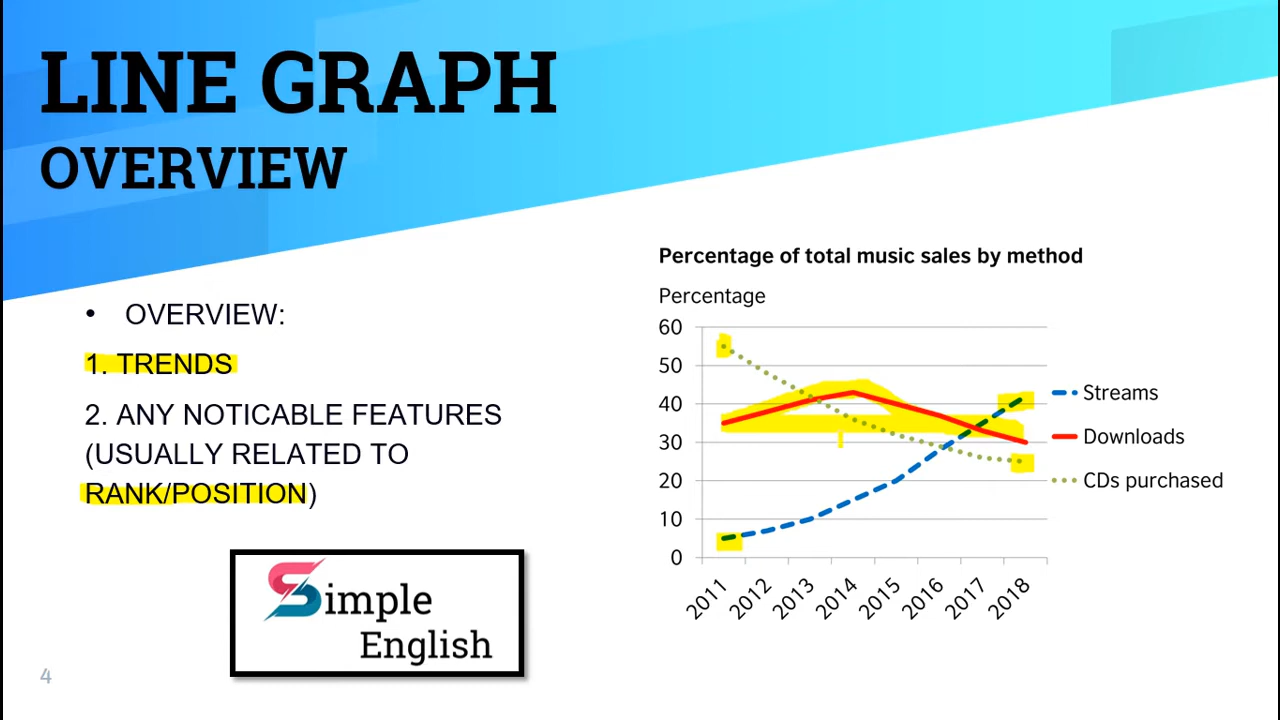 LINE GRAPH
OVERVIEW
• OVERVIEW:
1. TRENDS
2. ANY NOTICABLE FEATURES
(USUALLY RELATED TO
RANK/POSITION)
Simple
English
4
Percentage of total music sales by method
Percentage
60
50
40
30
20
10
0
2011 2012 2013 2014 2015 2016 2017 2018
Streams
Downloads
CDs purchased